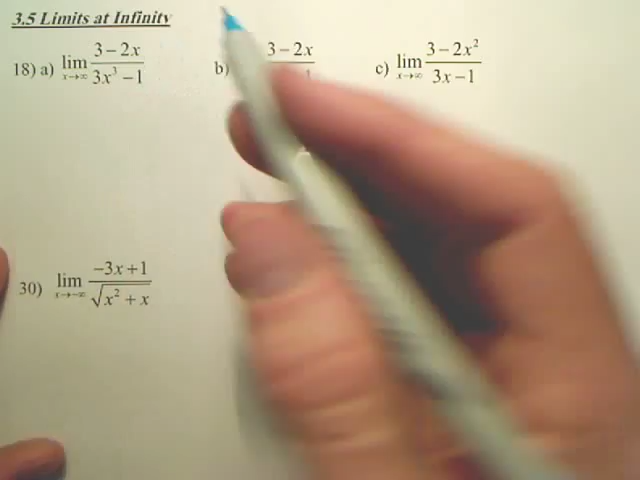 3.5 Limits at Infinity
18) a) lim x→∞ (3 − 2x)/(3x³ − 1) b) 3 − 2x c) lim x→∞ (3 − 2x²)/(3x − 1)
30) lim x→−∞ (−3x + 1)/√(x² + x)